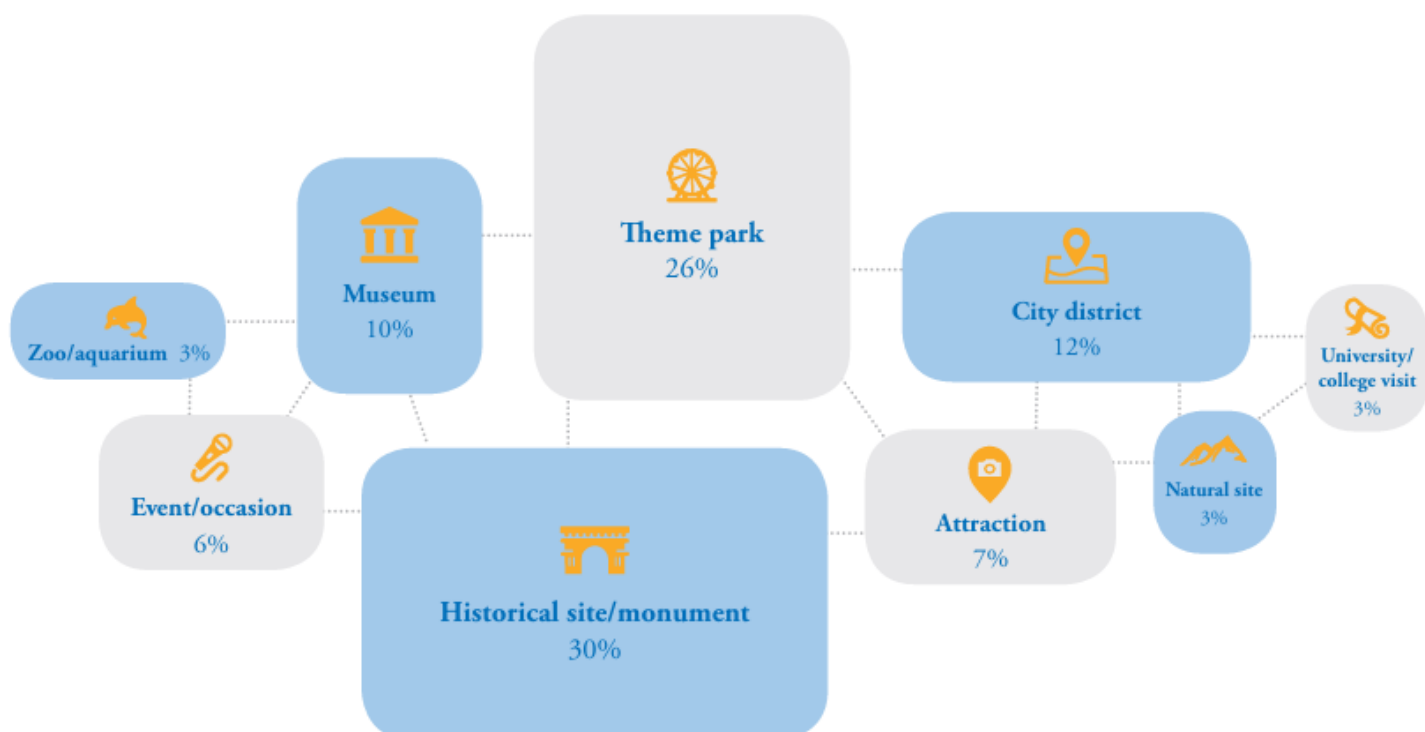 Theme park
26%
Museum
10%
City district
12%
Zoo/aquarium 3%
University/
college visit
3%
Event/occasion
6%
Attraction
7%
Natural site
3%
Historical site/monument
30%